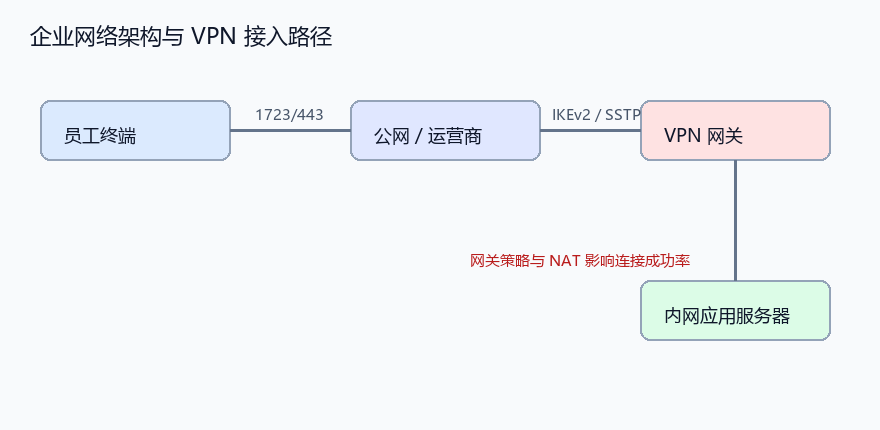 企业网络架构与 VPN 接入路径
员工终端
1723/443
公网 / 运营商
IKEv2 / SSTP
VPN 网关
网关策略与 NAT 影响连接成功率
内网应用服务器